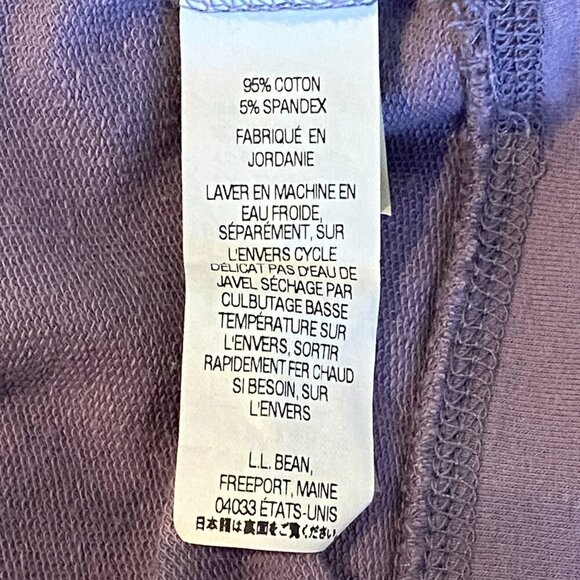 95% COTON
5% SPANDEX
FABRIQUÉ EN
JORDANIE
LAVER EN MACHINE EN
EAU FROIDE,
SÉPARÉMENT, SUR
L'ENVERS CYCLE
DÉLICAT PAS D'EAU DE
JAVEL SÉCHAGE PAR
CULBUTAGE BASSE
TEMPÉRATURE SUR
L'ENVERS, SORTIR
RAPIDEMENT FER CHAUD
SI BESOIN, SUR
L'ENVERS
L.L. BEAN,
FREEPORT, MAINE
04033 ÉTATS-UNIS
日本語は裏面をご覧ください